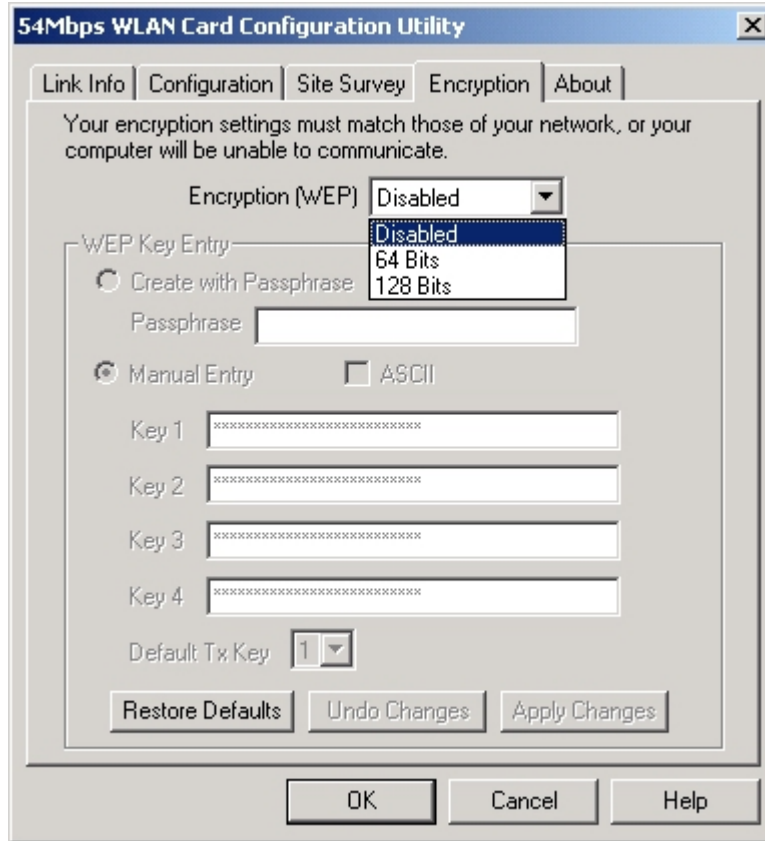 54Mbps WLAN Card Configuration Utility
Link Info Configuration Site Survey Encryption About
Your encryption settings must match those of your network, or your
computer will be unable to communicate.
Encryption (WEP) Disabled
Disabled
64 Bits
128 Bits
WEP Key Entry
Create with Passphrase
Passphrase
Manual Entry ASCII
Key 1 **************************
Key 2 **************************
Key 3 **************************
Key 4 **************************
Default Tx Key 1
Restore Defaults Undo Changes Apply Changes
OK Cancel Help